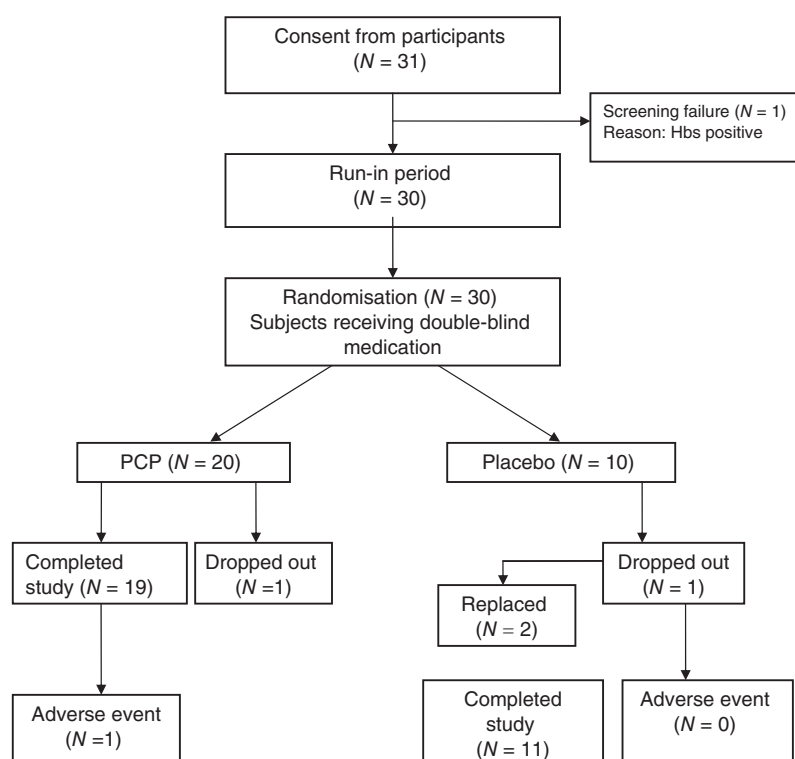 Consent from participants
(N = 31)
Screening failure (N = 1)
Reason: Hbs positive
Run-in period
(N = 30)
Randomisation (N = 30)
Subjects receiving double-blind
medication
PCP (N = 20)
Placebo (N = 10)
Completed
study (N = 19)
Dropped out
(N =1)
Dropped out
(N = 1)
Replaced
(N = 2)
Adverse event
(N =1)
Completed
study
(N = 11)
Adverse event
(N = 0)